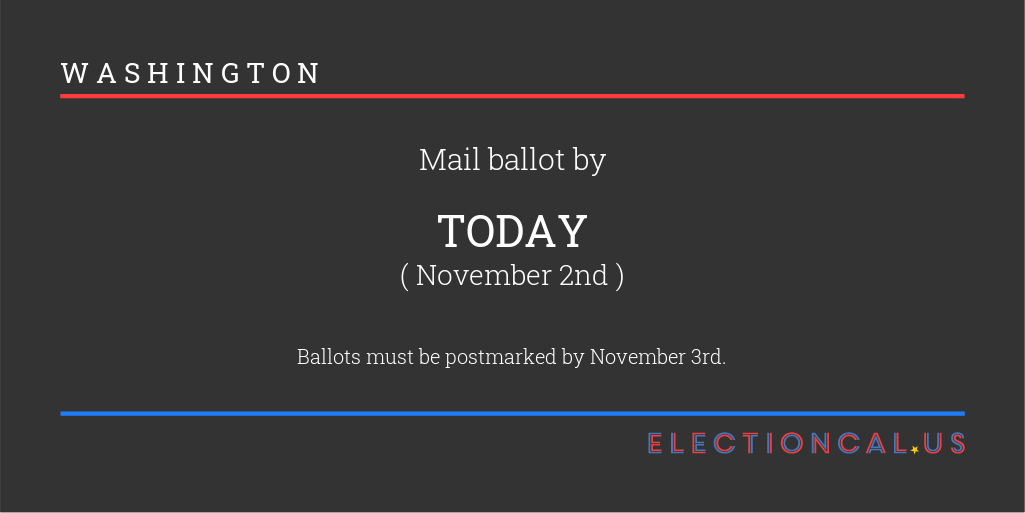 WASHINGTON
Mail ballot by
TODAY
( November 2nd )
Ballots must be postmarked by November 3rd.
ELECTIONCAL.US